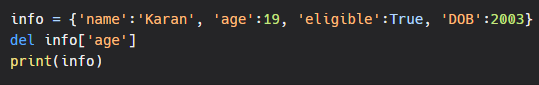 info = {'name':'Karan', 'age':19, 'eligible':True, 'DOB':2003}
del info['age']
print(info)